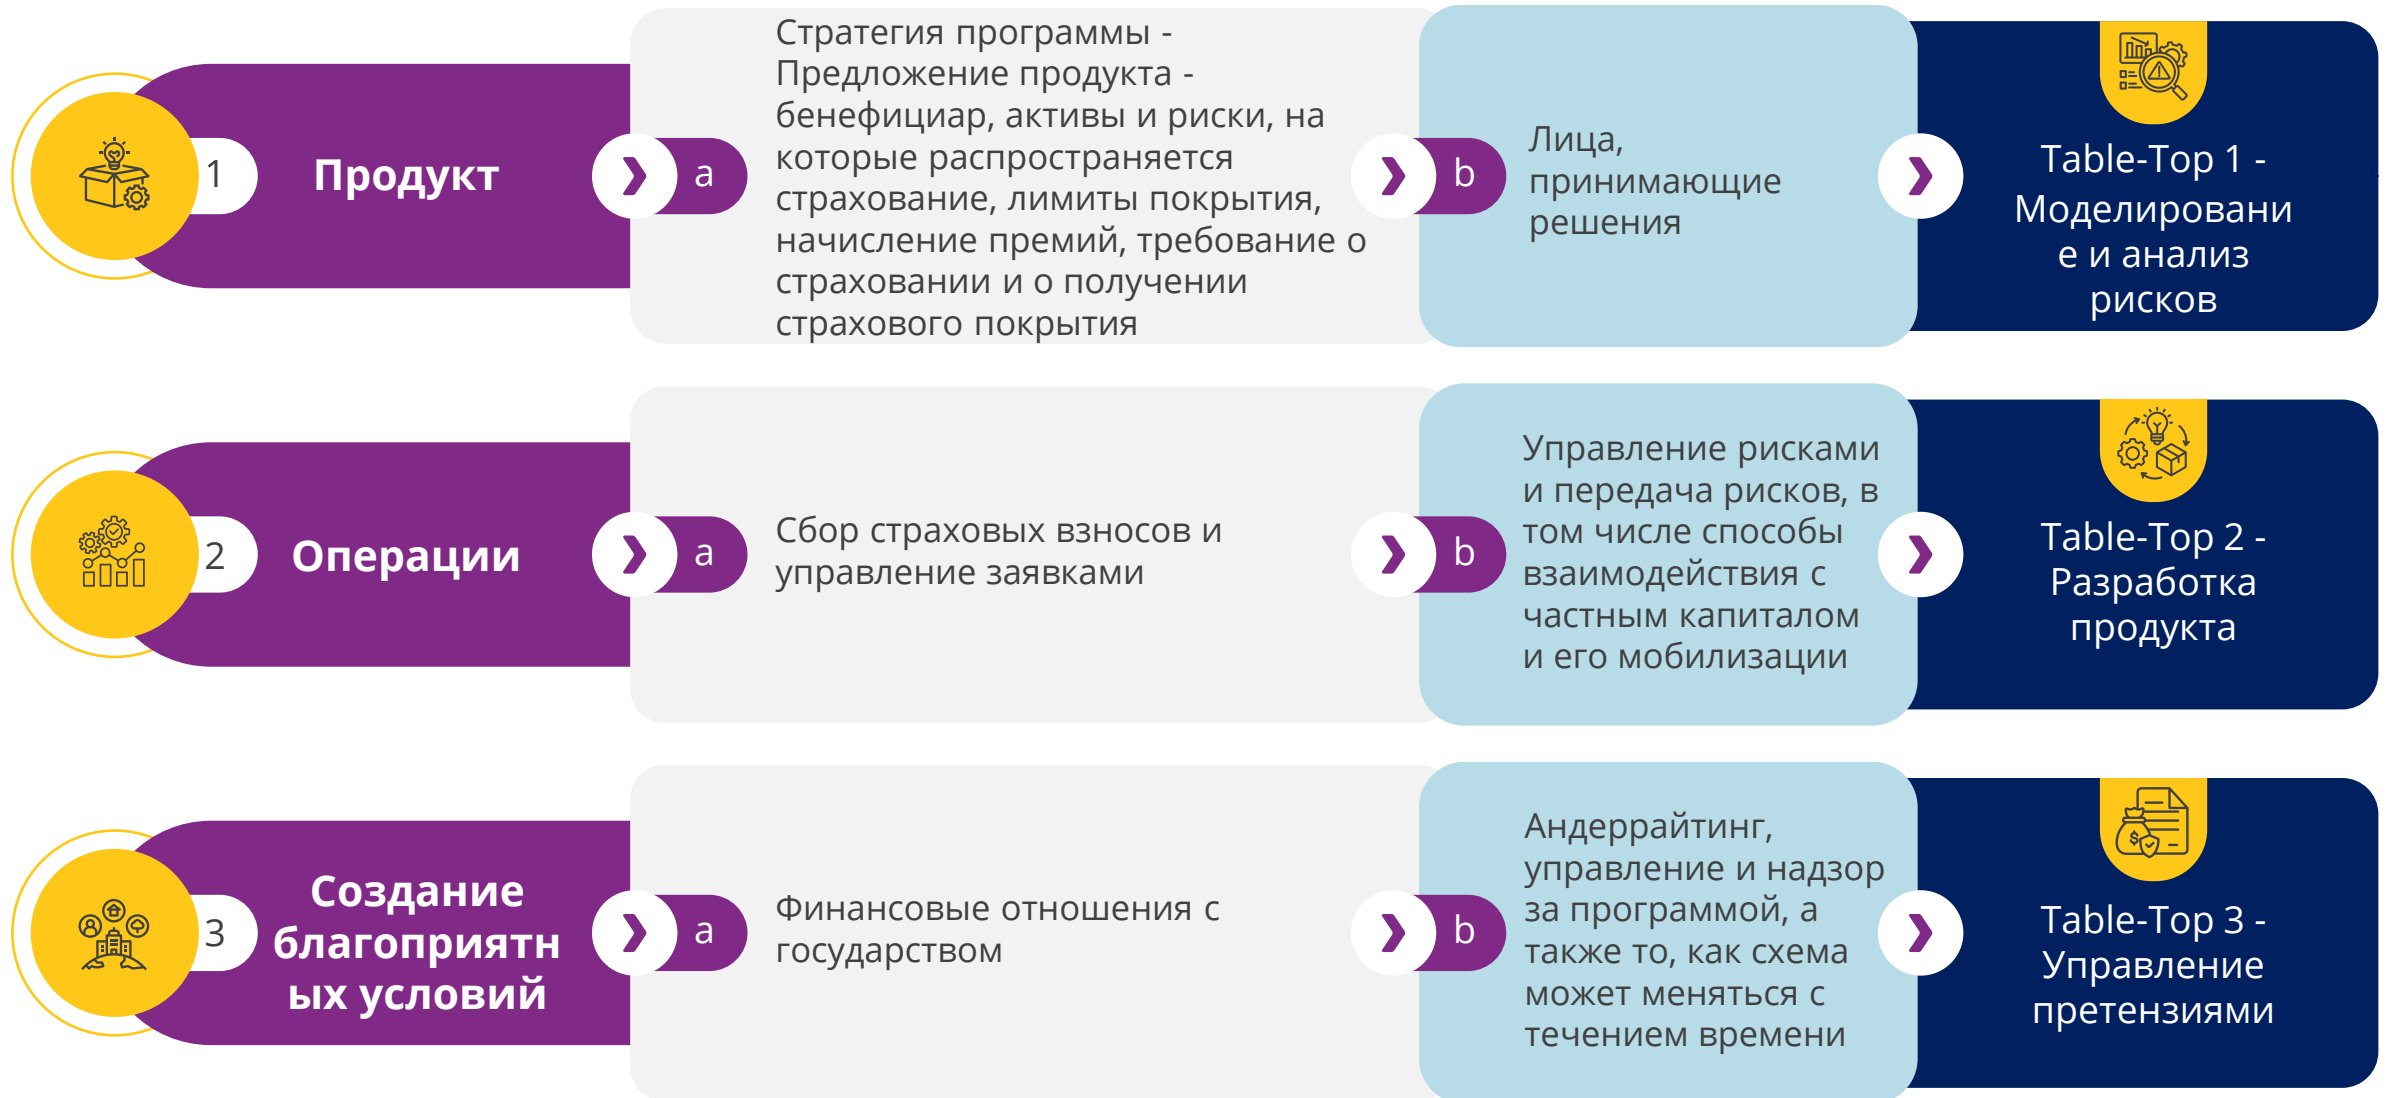 1
Продукт
a
Стратегия программы -
Предложение продукта -
бенефициар, активы и риски, на
которые распространяется
страхование, лимиты покрытия,
начисление премий, требование о
страховании и о получении
страхового покрытия
b
Лица,
принимающие
решения
Table-Top 1 -
Моделировани
е и анализ
рисков
2
Операции
a
Сбор страховых взносов и
управление заявками
b
Управление рисками
и передача рисков, в
том числе способы
взаимодействия с
частным капиталом
и его мобилизации
Table-Top 2 -
Разработка
продукта
3
Создание
благоприятн
ых условий
a
Финансовые отношения с
государством
b
Андеррайтинг,
управление и надзор
за программой, а
также то, как схема
может меняться с
течением времени
Table-Top 3 -
Управление
претензиями